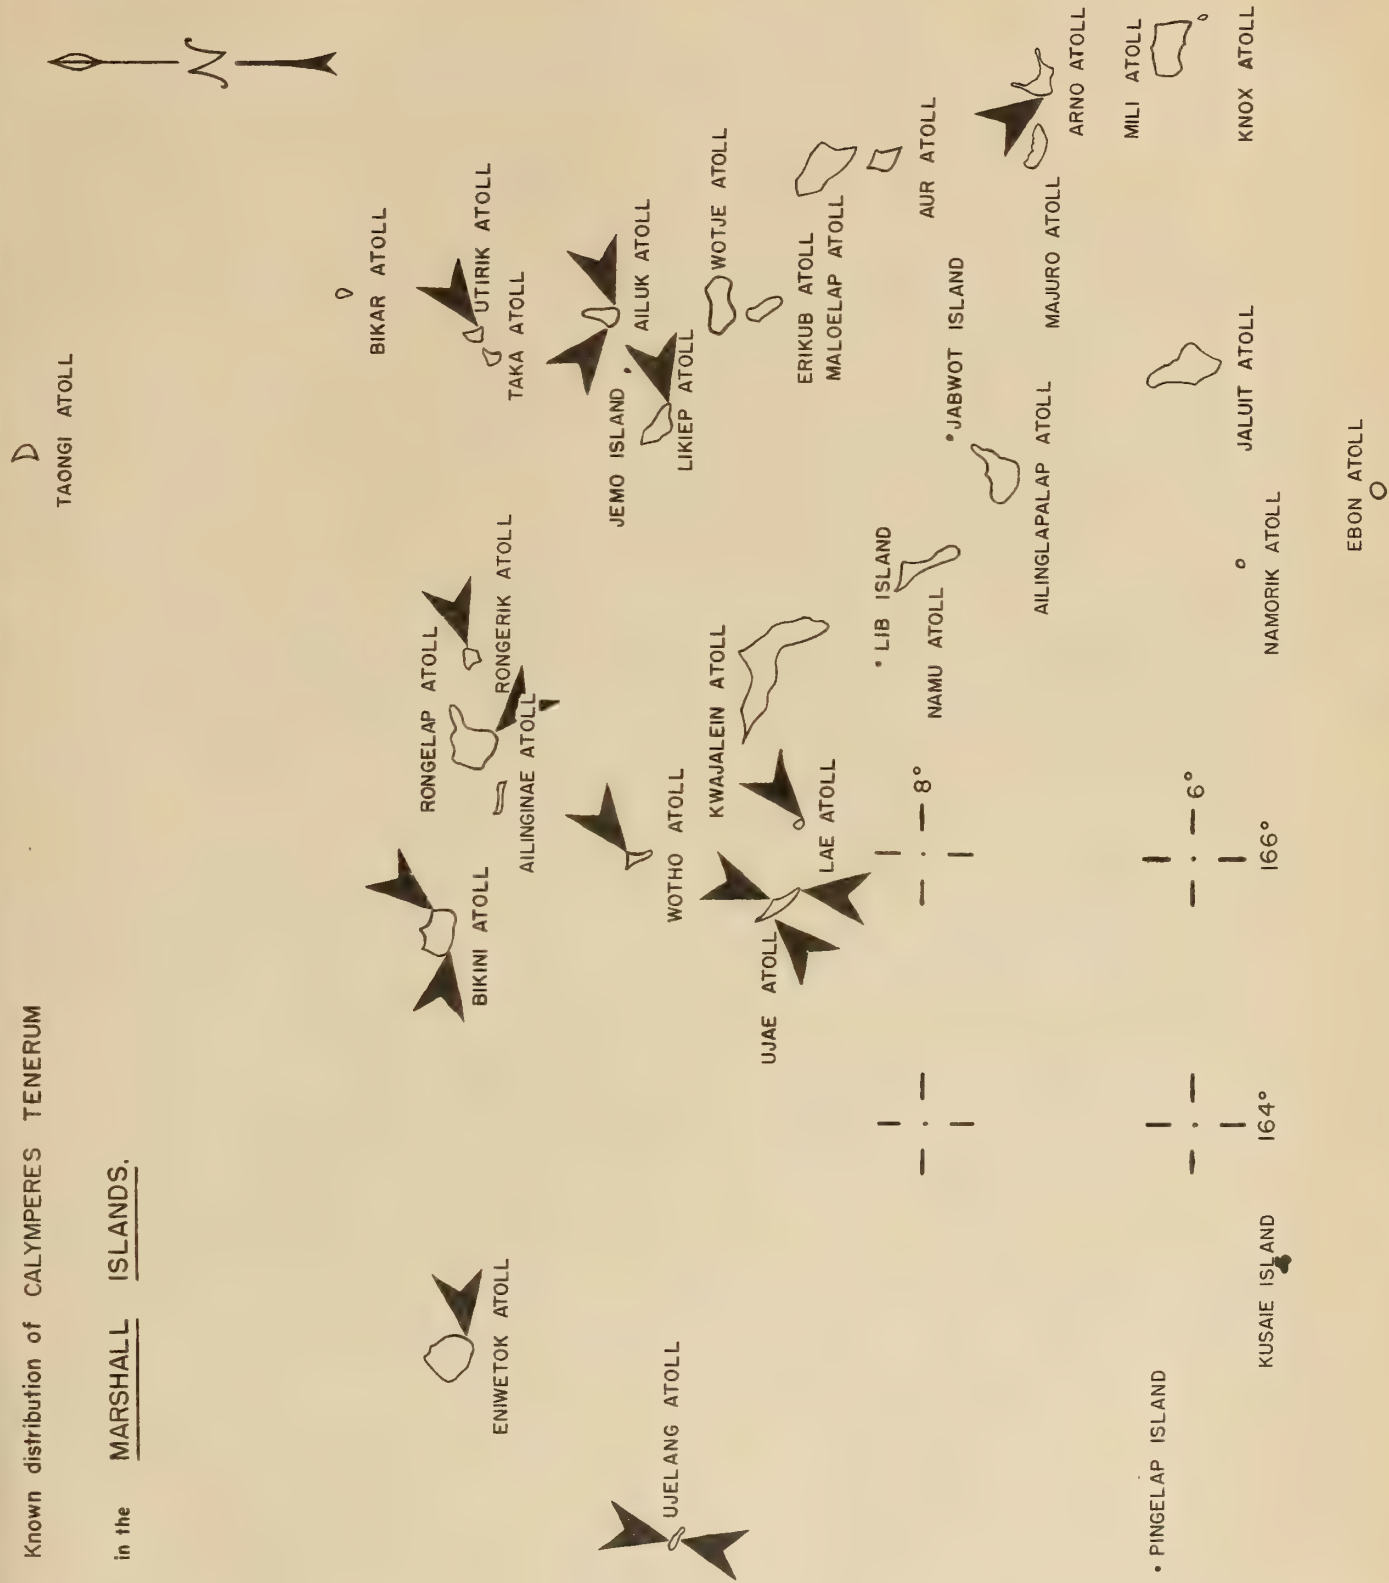 Known distribution of CALYMPERES TENERUM
in the MARSHALL ISLANDS.
N
TAONGI ATOLL
BIKAR ATOLL
UTIRIK ATOLL
TAKA ATOLL
RONGELAP ATOLL
RONGERIK ATOLL
AILINGINAE ATOLL
BIKINI ATOLL
ENIWETOK ATOLL
AILUK ATOLL
JEMO ISLAND
LIKIEP ATOLL
WOTJE ATOLL
WOTHO ATOLL
UJELANG ATOLL
KWAJALEIN ATOLL
UJAE ATOLL
LAE ATOLL
ERIKUB ATOLL
MALOELAP ATOLL
LIB ISLAND
NAMU ATOLL
AUR ATOLL
JABWOT ISLAND
8°
AILINGLAPALAP ATOLL
MAJURO ATOLL
ARNO ATOLL
MILI ATOLL
KNOX ATOLL
JALUIT ATOLL
NAMORIK ATOLL
6°
166°
164°
KUSAIE ISLAND
PINGELAP ISLAND
EBON ATOLL